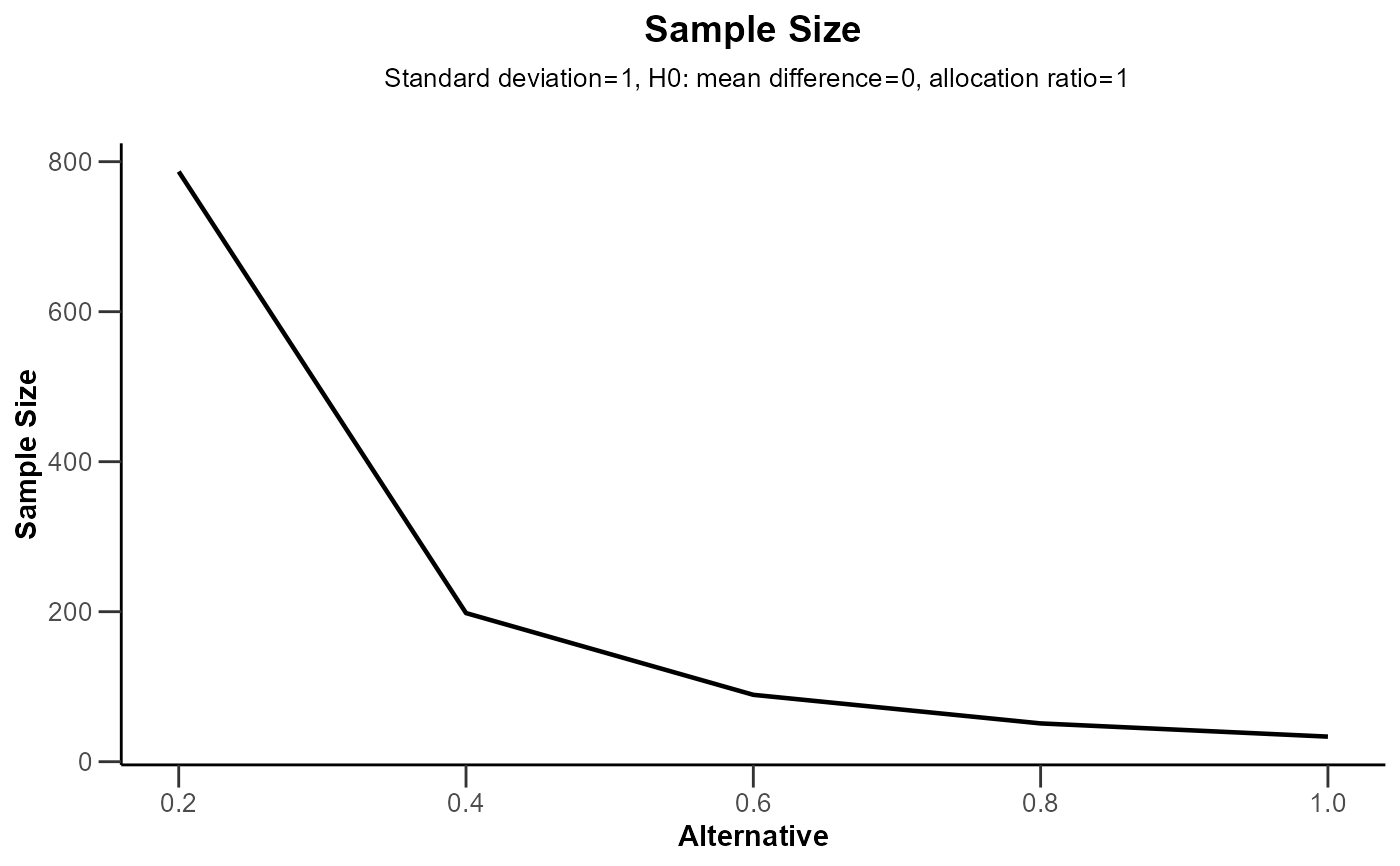 Sample Size
Standard deviation=1, H0: mean difference=0, allocation ratio=1
800
600
400
200
0
Sample Size
0.2 0.4 0.6 0.8 1.0
Alternative